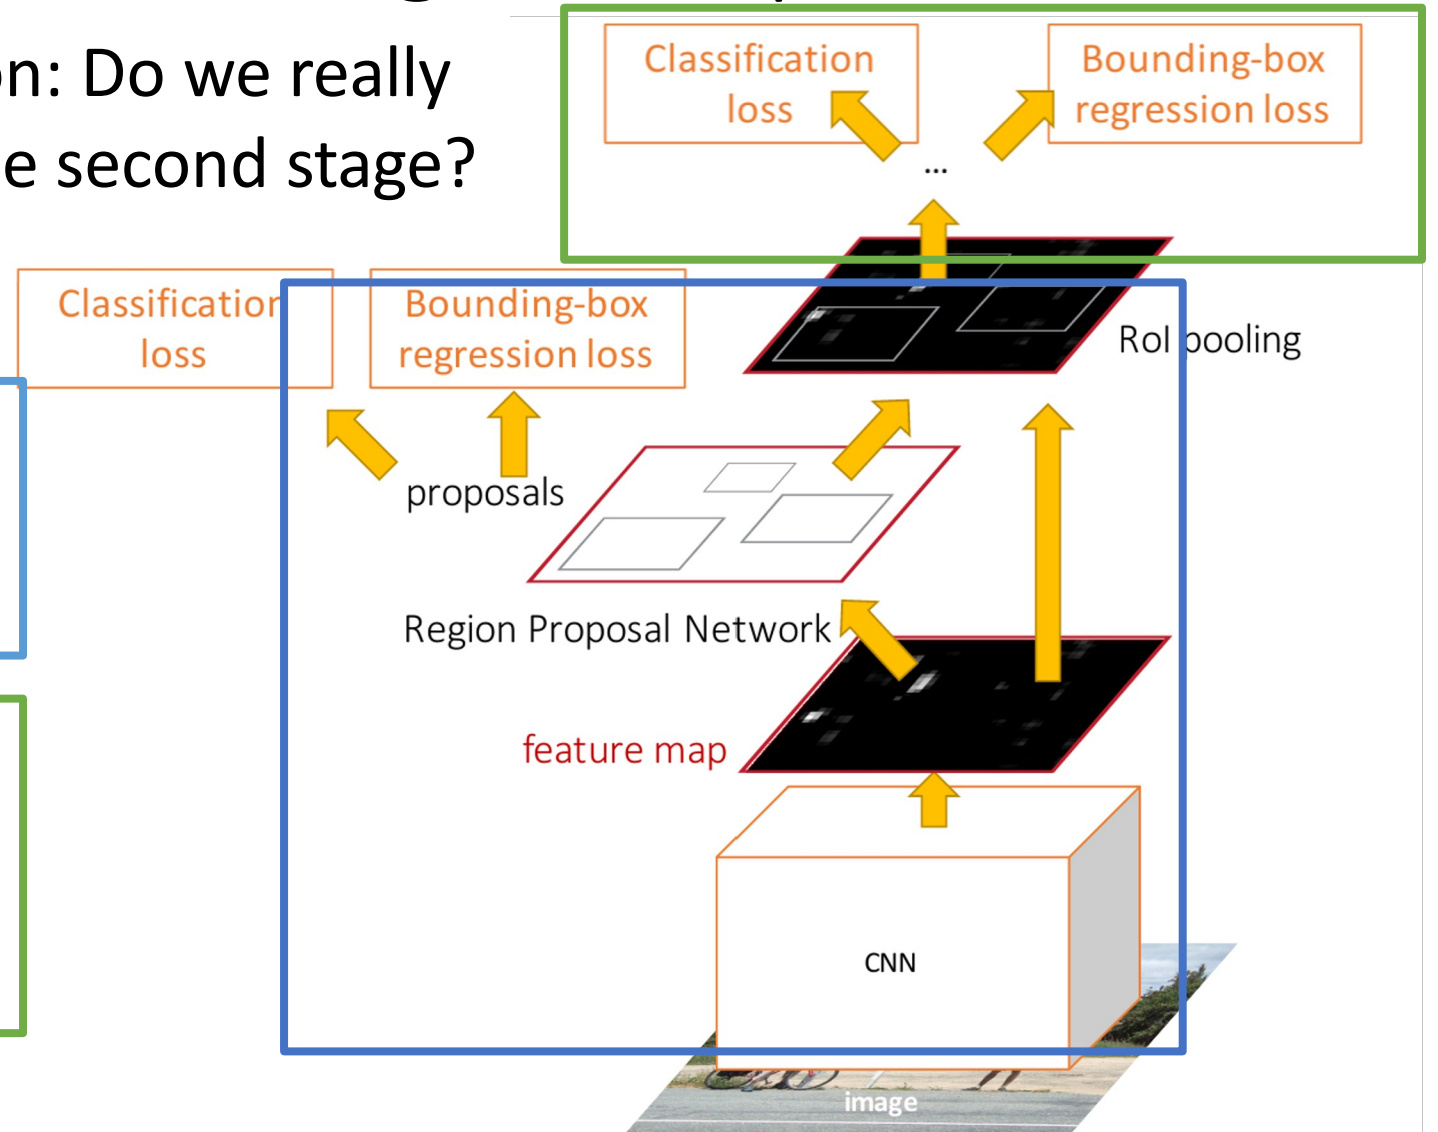 on: Do we really
e second stage?
Classification
loss
Bounding-box
regression loss
...
Classification
loss
Bounding-box
regression loss
RoI pooling
proposals
Region Proposal Network
feature map
CNN
image